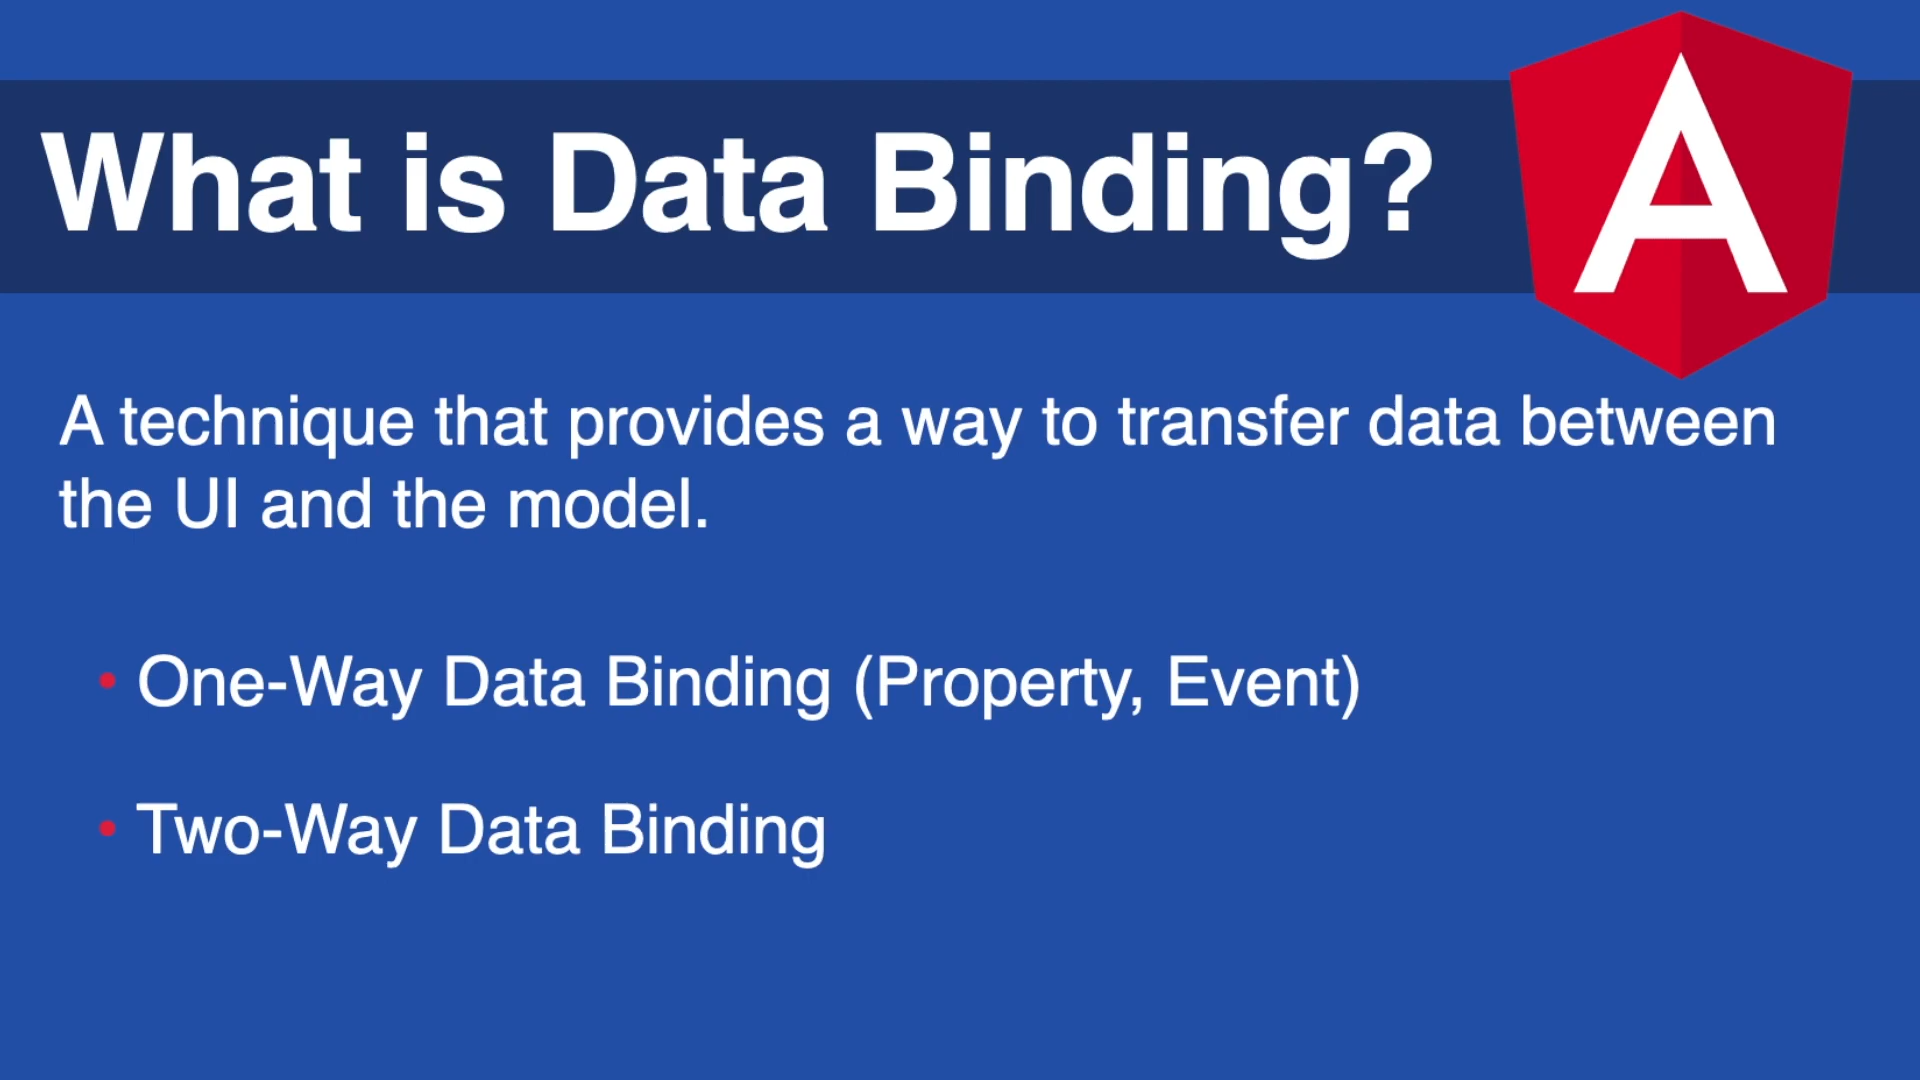 What is Data Binding?
A
A technique that provides a way to transfer data between
the UI and the model.
• One-Way Data Binding (Property, Event)
• Two-Way Data Binding